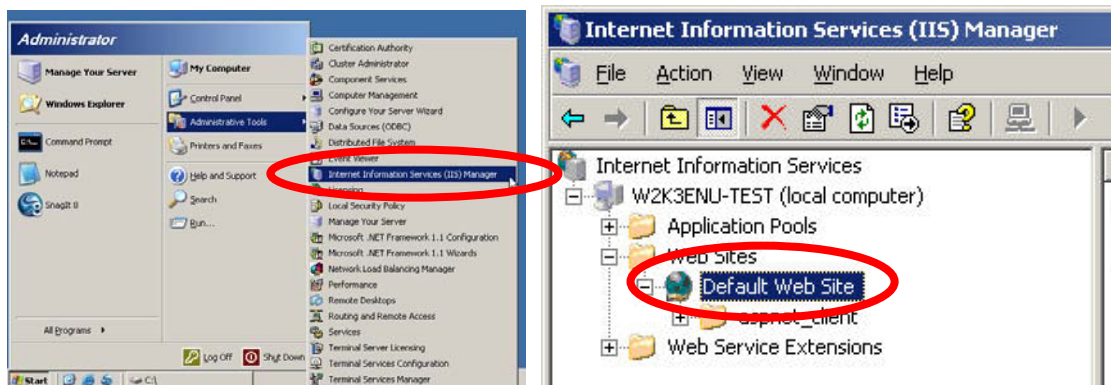 Administrator
Manage Your Server
Windows Explorer
Command Prompt
Notepad
SnagIt 8
All Programs
My Computer
Control Panel
Administrative Tools
Printers and Faxes
Help and Support
Search
Run...
Log Off
Shut Down
Start
C:\
Certification Authority
Cluster Administrator
Component Services
Computer Management
Configure Your Server Wizard
Data Sources (ODBC)
Distributed File System
Event Viewer
Internet Information Services (IIS) Manager
Licensing
Local Security Policy
Manage Your Server
Microsoft .NET Framework 1.1 Configuration
Microsoft .NET Framework 1.1 Wizards
Network Load Balancing Manager
Performance
Remote Desktops
Routing and Remote Access
Services
Terminal Server Licensing
Terminal Services Configuration
Terminal Services Manager
Internet Information Services (IIS) Manager
File Action View Window Help
Internet Information Services
W2K3ENU-TEST (local computer)
Application Pools
Web Sites
Default Web Site
aspnet_client
Web Service Extensions